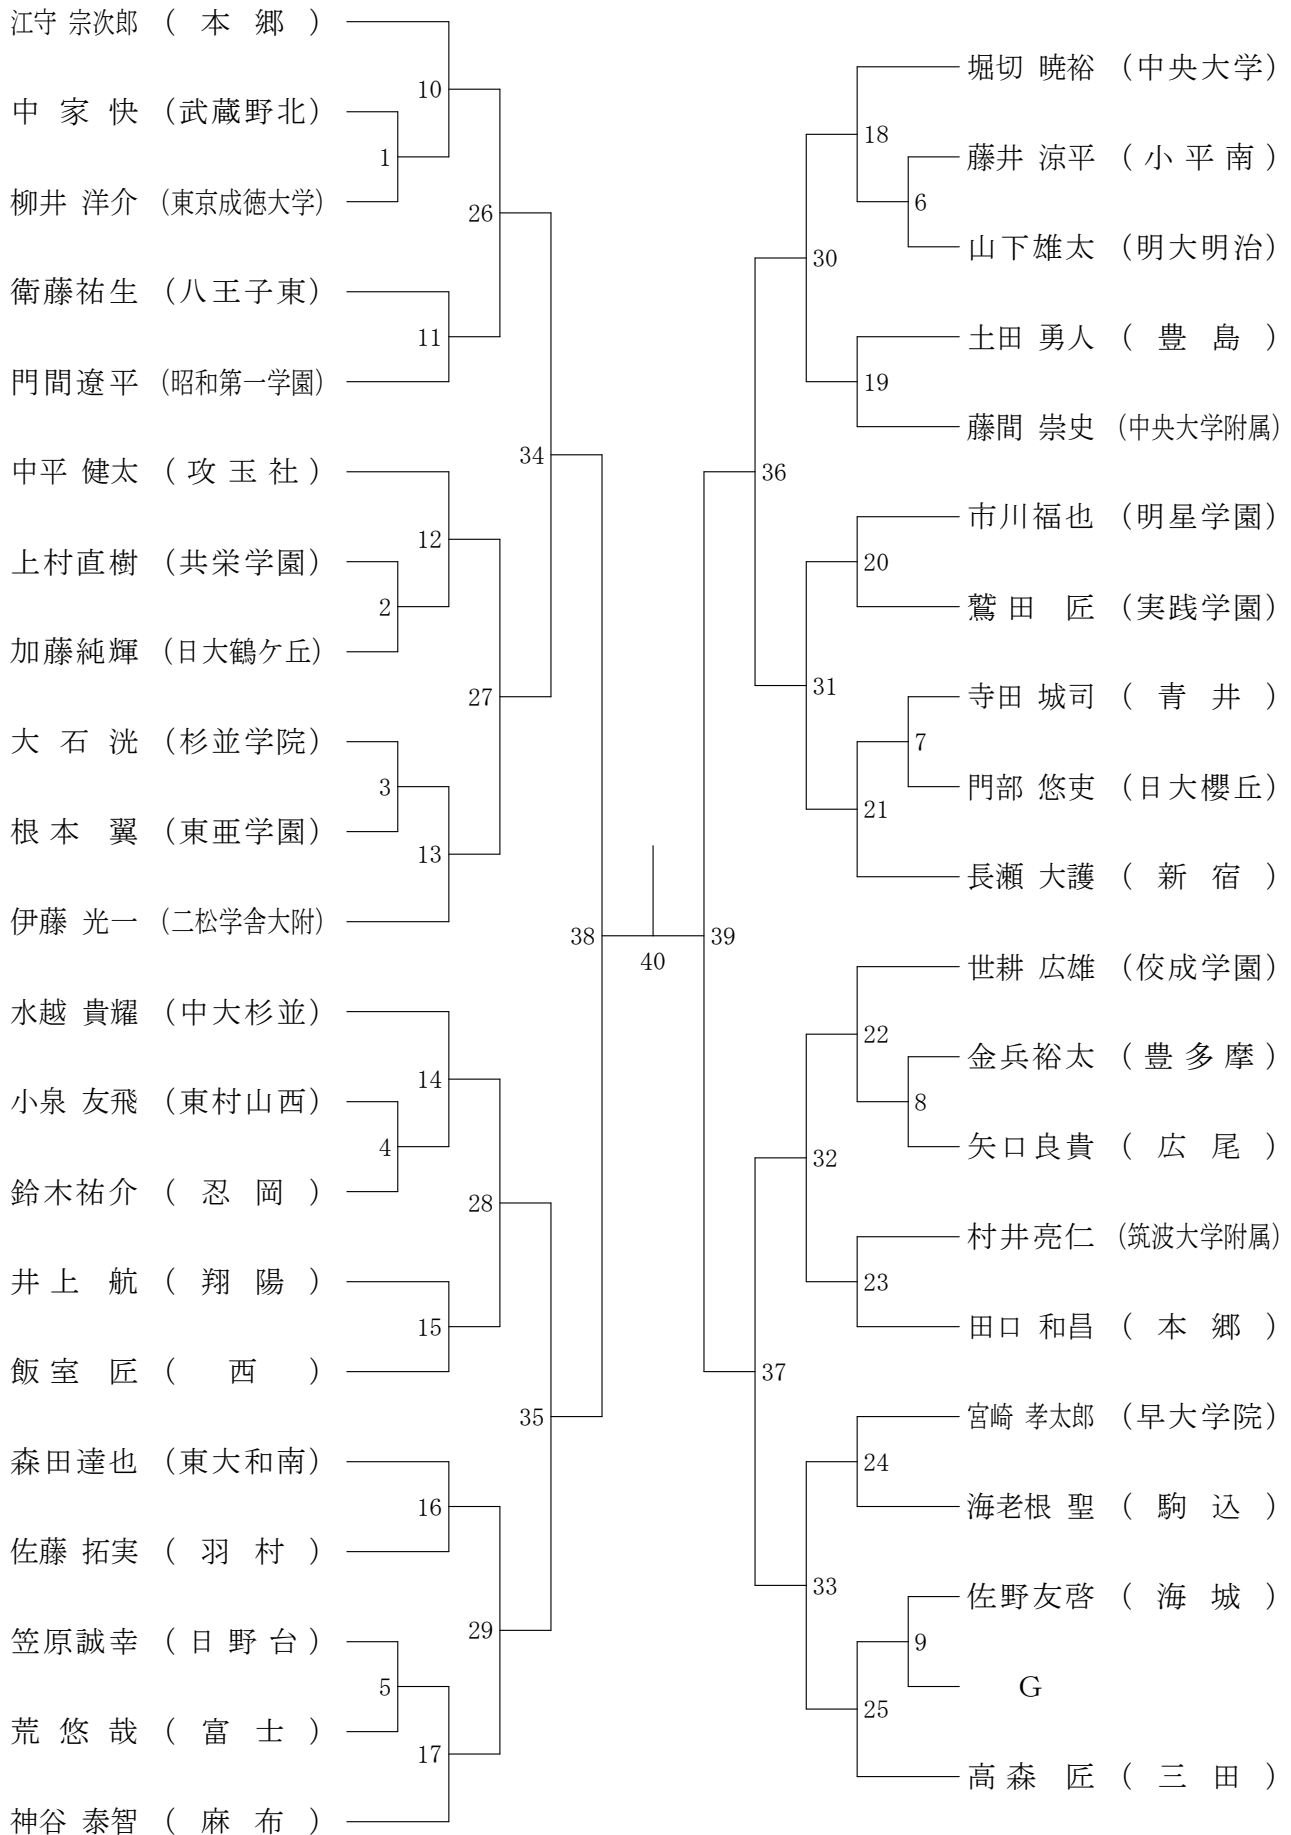 江守 宗次郎 (本郷)
中家快 (武蔵野北)
柳井 洋介 (東京成徳大学)
衛藤祐生 (八王子東)
門間遼平 (昭和第一学園)
中平 健太 (攻玉社)
上村直樹 (共栄学園)
加藤純輝 (日大鶴ケ丘)
大石洸 (杉並学院)
根本 翼 (東亜学園)
伊藤 光一 (二松学舎大附)
水越 貴耀 (中大杉並)
小泉 友飛 (東村山西)
鈴木祐介 (忍岡)
井上 航 (翔陽)
飯室 匠 (西)
森田達也 (東大和南)
佐藤 拓実 (羽村)
笠原誠幸 (日野台)
荒悠哉 (富士)
神谷 泰智 (麻布)
1
2
3
4
5
10
11
12
13
14
15
16
17
26
27
28
29
34
35
38
40
39
36
37
30
31
32
33
18
19
20
21
22
23
24
25
6
7
8
9
堀切 暁裕 (中央大学)
藤井 涼平 (小平南)
山下雄太 (明大明治)
土田 勇人 (豊島)
藤間 崇史 (中央大学附属)
市川福也 (明星学園)
鷲田 匠 (実践学園)
寺田 城司 (青井)
門部 悠吏 (日大櫻丘)
長瀬 大護 (新宿)
世耕 広雄 (佼成学園)
金兵裕太 (豊多摩)
矢口良貴 (広尾)
村井亮仁 (筑波大学附属)
田口 和昌 (本郷)
宮崎 孝太郎 (早大学院)
海老根 聖 (駒込)
佐野友啓 (海城)
G
高森 匠 (三田)